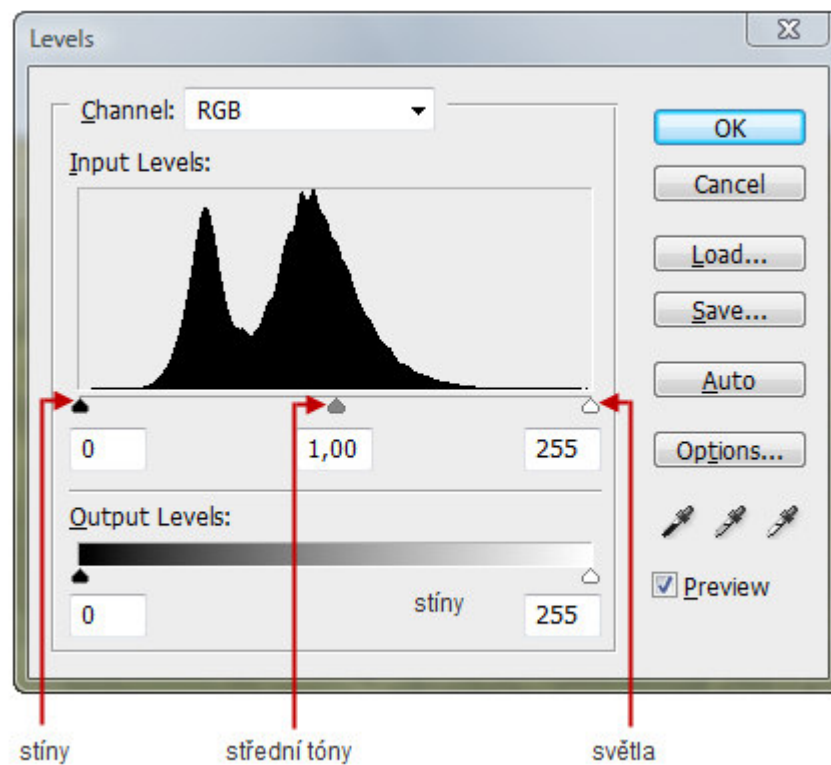 Levels
Channel: RGB
Input Levels:
0 1,00 255
Output Levels:
stíny
0 255
OK
Cancel
Load...
Save...
Auto
Options...
Preview
stíny střední tóny světla